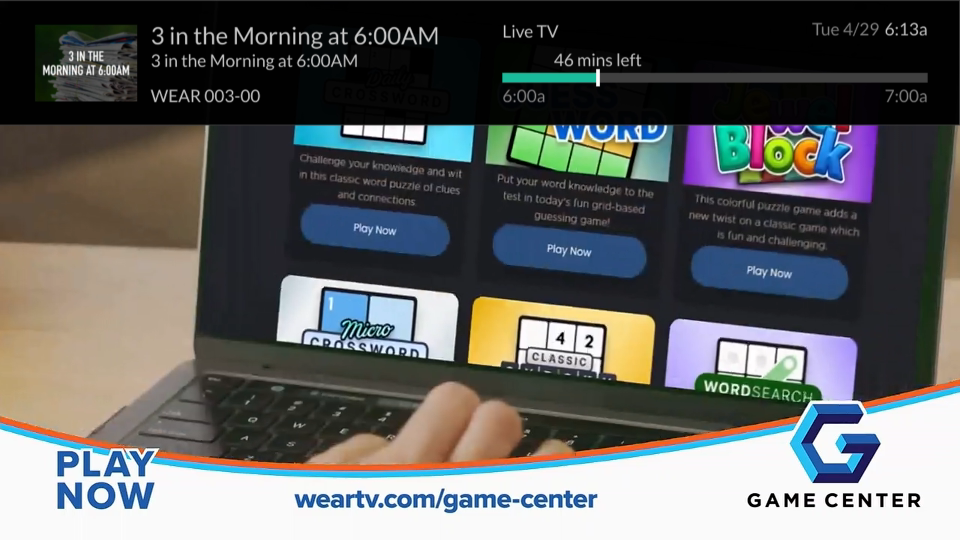 3 IN THE
MORNING AT 6:00AM
3 in the Morning at 6:00AM
3 in the Morning at 6:00AM
WEAR 003-00
Live TV
Tue 4/29 6:13a
46 mins left
6:00a
7:00a
CROSSWORD
WORD
Block
Challenge your knowledge and wit
in this classic word puzzle of clues
and connections.
Play Now
Put your word knowledge to the
test in today's fun grid-based
guessing game!
Play Now
This colorful puzzle game adds a
new twist on a classic game which
is fun and challenging.
Play Now
1
Micro
CROSSWORD
4 2
CLASSIC
WORDSEARCH
PLAY
NOW
weartv.com/game-center
G
GAME CENTER